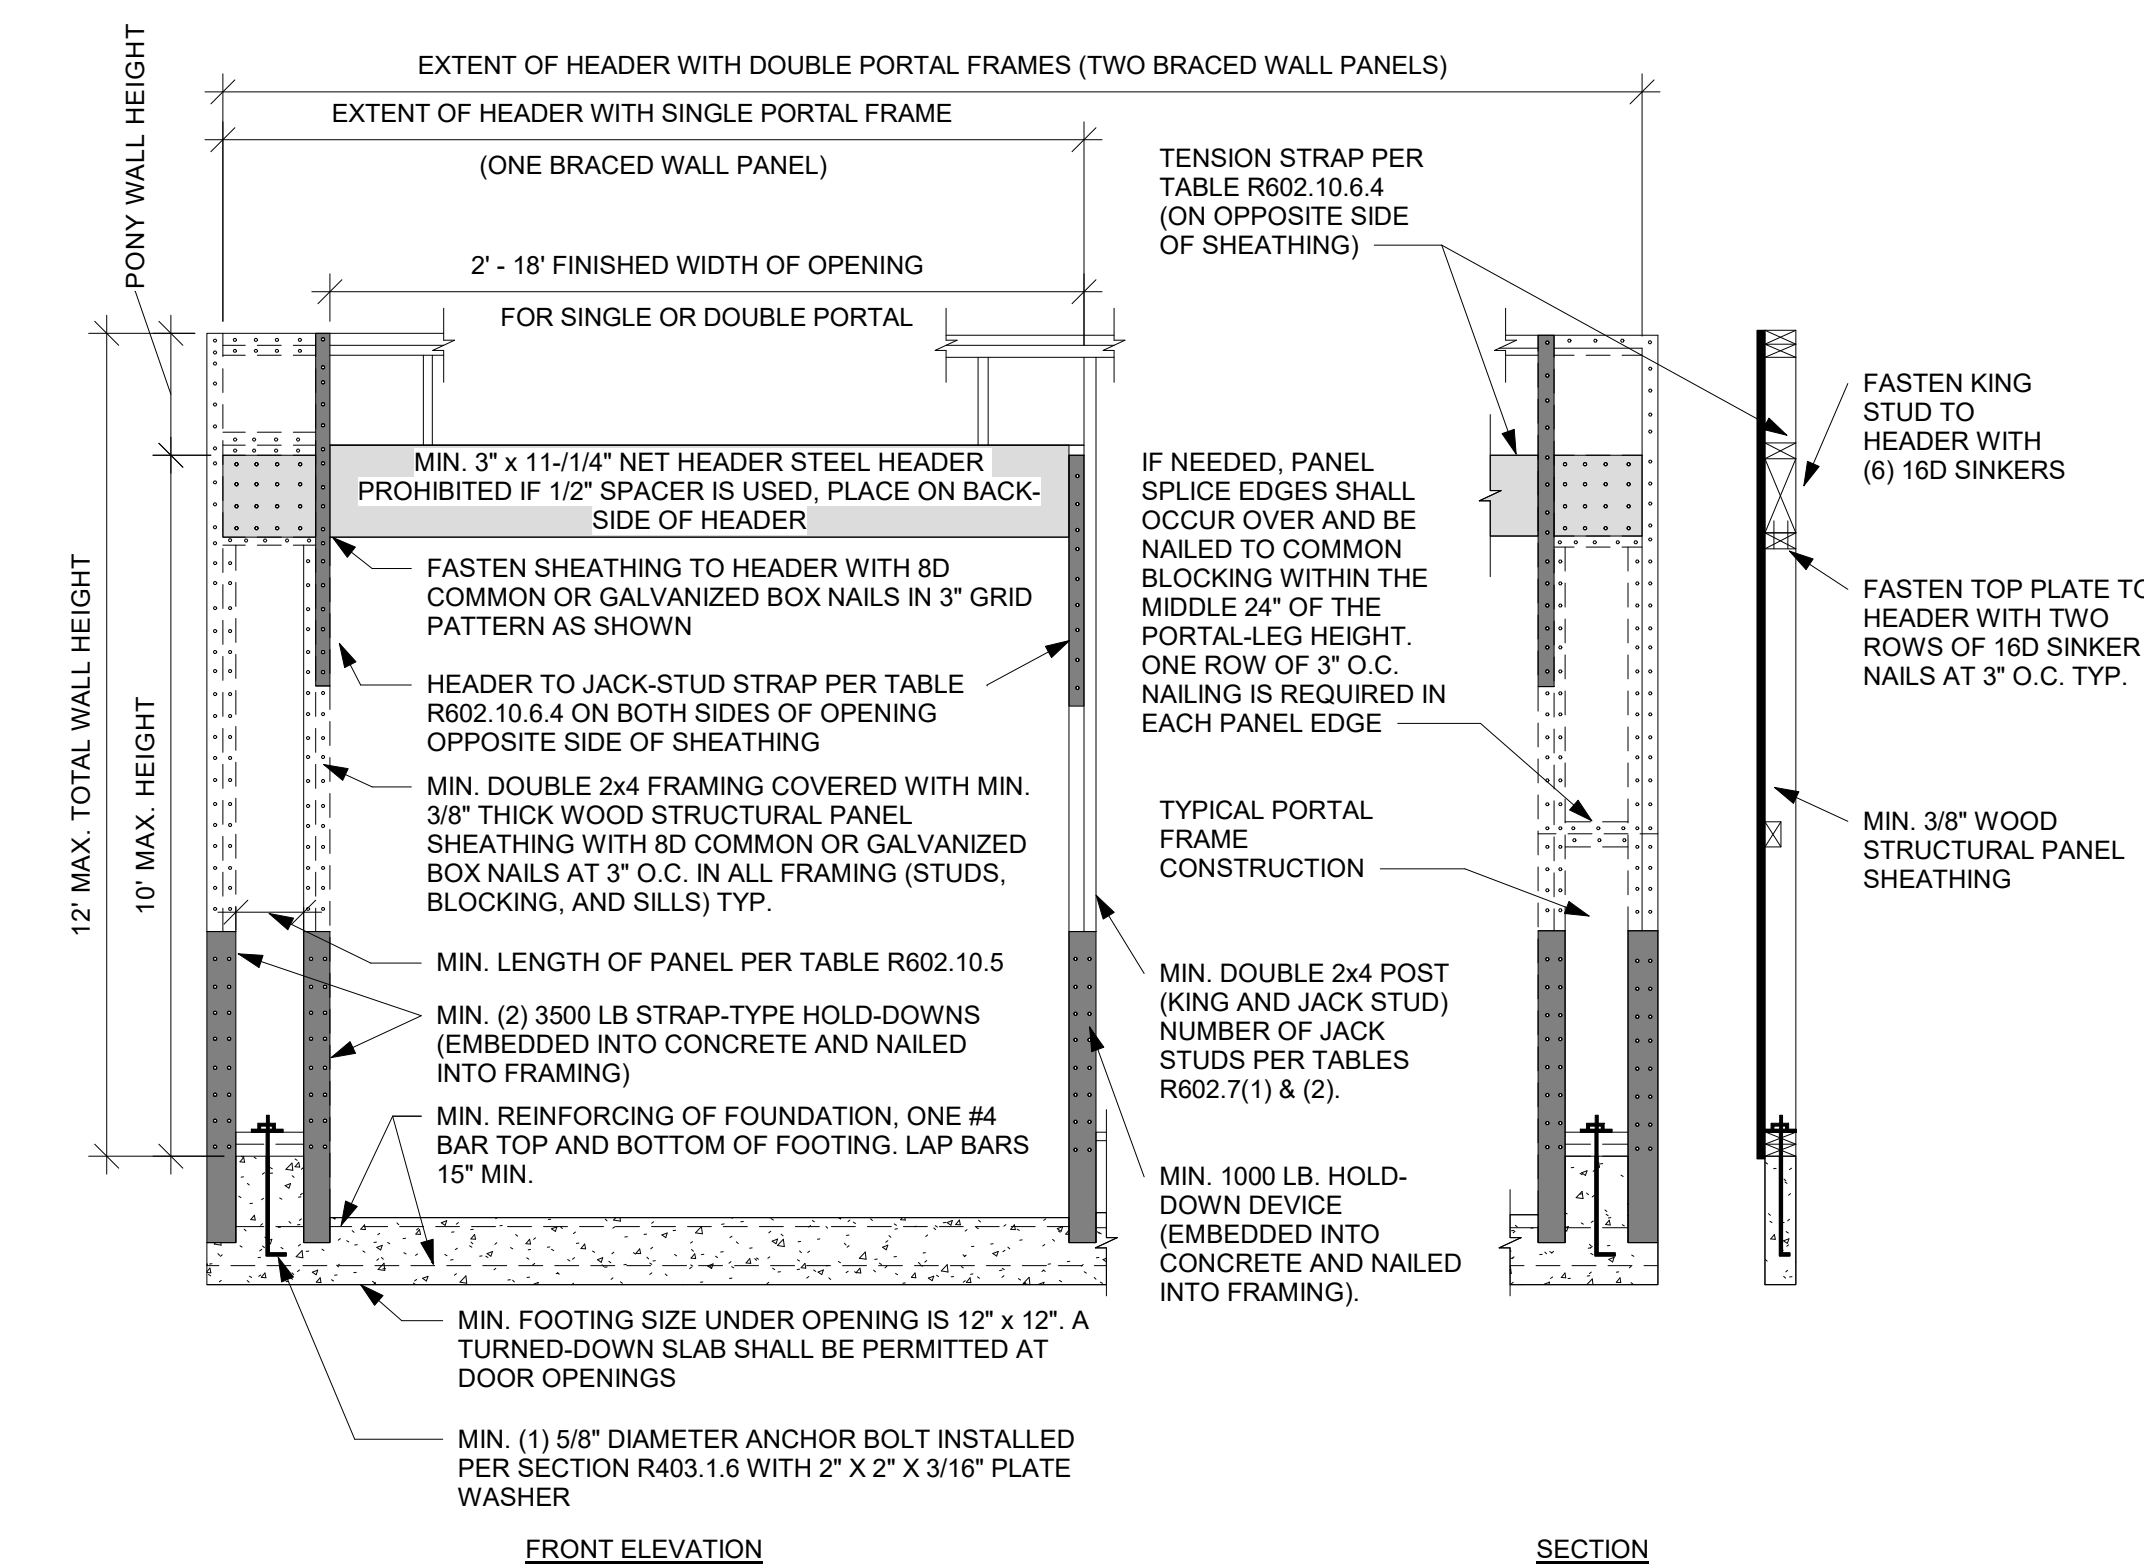 EXTENT OF HEADER WITH DOUBLE PORTAL FRAMES (TWO BRACED WALL PANELS)
EXTENT OF HEADER WITH SINGLE PORTAL FRAME
(ONE BRACED WALL PANEL)
2' - 18' FINISHED WIDTH OF OPENING
FOR SINGLE OR DOUBLE PORTAL
PONY WALL HEIGHT
12' MAX. TOTAL WALL HEIGHT
10' MAX. HEIGHT
MIN. 3" x 11-/1/4" NET HEADER STEEL HEADER
PROHIBITED IF 1/2" SPACER IS USED, PLACE ON BACK-
SIDE OF HEADER
FASTEN SHEATHING TO HEADER WITH 8D
COMMON OR GALVANIZED BOX NAILS IN 3" GRID
PATTERN AS SHOWN
HEADER TO JACK-STUD STRAP PER TABLE
R602.10.6.4 ON BOTH SIDES OF OPENING
OPPOSITE SIDE OF SHEATHING
MIN. DOUBLE 2x4 FRAMING COVERED WITH MIN.
3/8" THICK WOOD STRUCTURAL PANEL
SHEATHING WITH 8D COMMON OR GALVANIZED
BOX NAILS AT 3" O.C. IN ALL FRAMING (STUDS,
BLOCKING, AND SILLS) TYP.
MIN. LENGTH OF PANEL PER TABLE R602.10.5
MIN. (2) 3500 LB STRAP-TYPE HOLD-DOWNS
(EMBEDDED INTO CONCRETE AND NAILED
INTO FRAMING)
MIN. REINFORCING OF FOUNDATION, ONE #4
BAR TOP AND BOTTOM OF FOOTING. LAP BARS
15" MIN.
MIN. FOOTING SIZE UNDER OPENING IS 12" x 12". A
TURNED-DOWN SLAB SHALL BE PERMITTED AT
DOOR OPENINGS
MIN. (1) 5/8" DIAMETER ANCHOR BOLT INSTALLED
PER SECTION R403.1.6 WITH 2" X 2" X 3/16" PLATE
WASHER
FRONT ELEVATION
TENSION STRAP PER
TABLE R602.10.6.4
(ON OPPOSITE SIDE
OF SHEATHING)
IF NEEDED, PANEL
SPLICE EDGES SHALL
OCCUR OVER AND BE
NAILED TO COMMON
BLOCKING WITHIN THE
MIDDLE 24" OF THE
PORTAL-LEG HEIGHT.
ONE ROW OF 3" O.C.
NAILING IS REQUIRED IN
EACH PANEL EDGE
TYPICAL PORTAL
FRAME
CONSTRUCTION
MIN. DOUBLE 2x4 POST
(KING AND JACK STUD)
NUMBER OF JACK
STUDS PER TABLES
R602.7(1) & (2).
MIN. 1000 LB. HOLD-
DOWN DEVICE
(EMBEDDED INTO
CONCRETE AND NAILED
INTO FRAMING).
FASTEN KING
STUD TO
HEADER WITH
(6) 16D SINKERS
FASTEN TOP PLATE TO
HEADER WITH TWO
ROWS OF 16D SINKER
NAILS AT 3" O.C. TYP.
MIN. 3/8" WOOD
STRUCTURAL PANEL
SHEATHING
SECTION